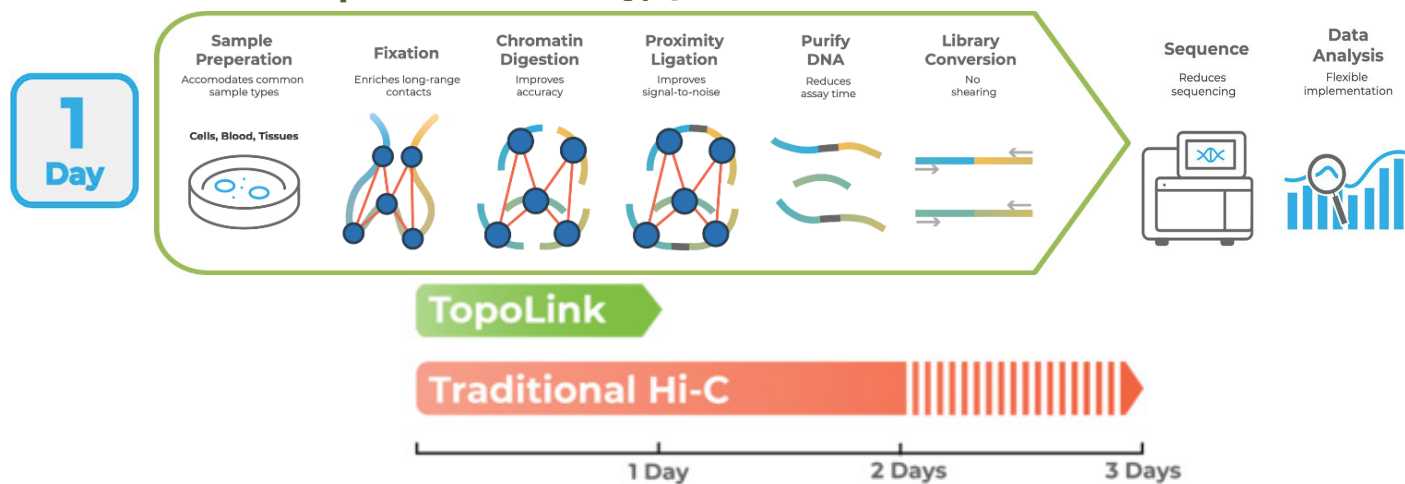 1
Day
Sample
Preperation
Accomodates common
sample types
Cells, Blood, Tissues
Fixation
Enriches long-range
contacts
Chromatin
Digestion
Improves
accuracy
Proximity
Ligation
Improves
signal-to-noise
Purify
DNA
Reduces
assay time
Library
Conversion
No
shearing
Sequence
Reduces
sequencing
Data
Analysis
Flexible
implementation
TopoLink
Traditional Hi-C
1 Day
2 Days
3 Days